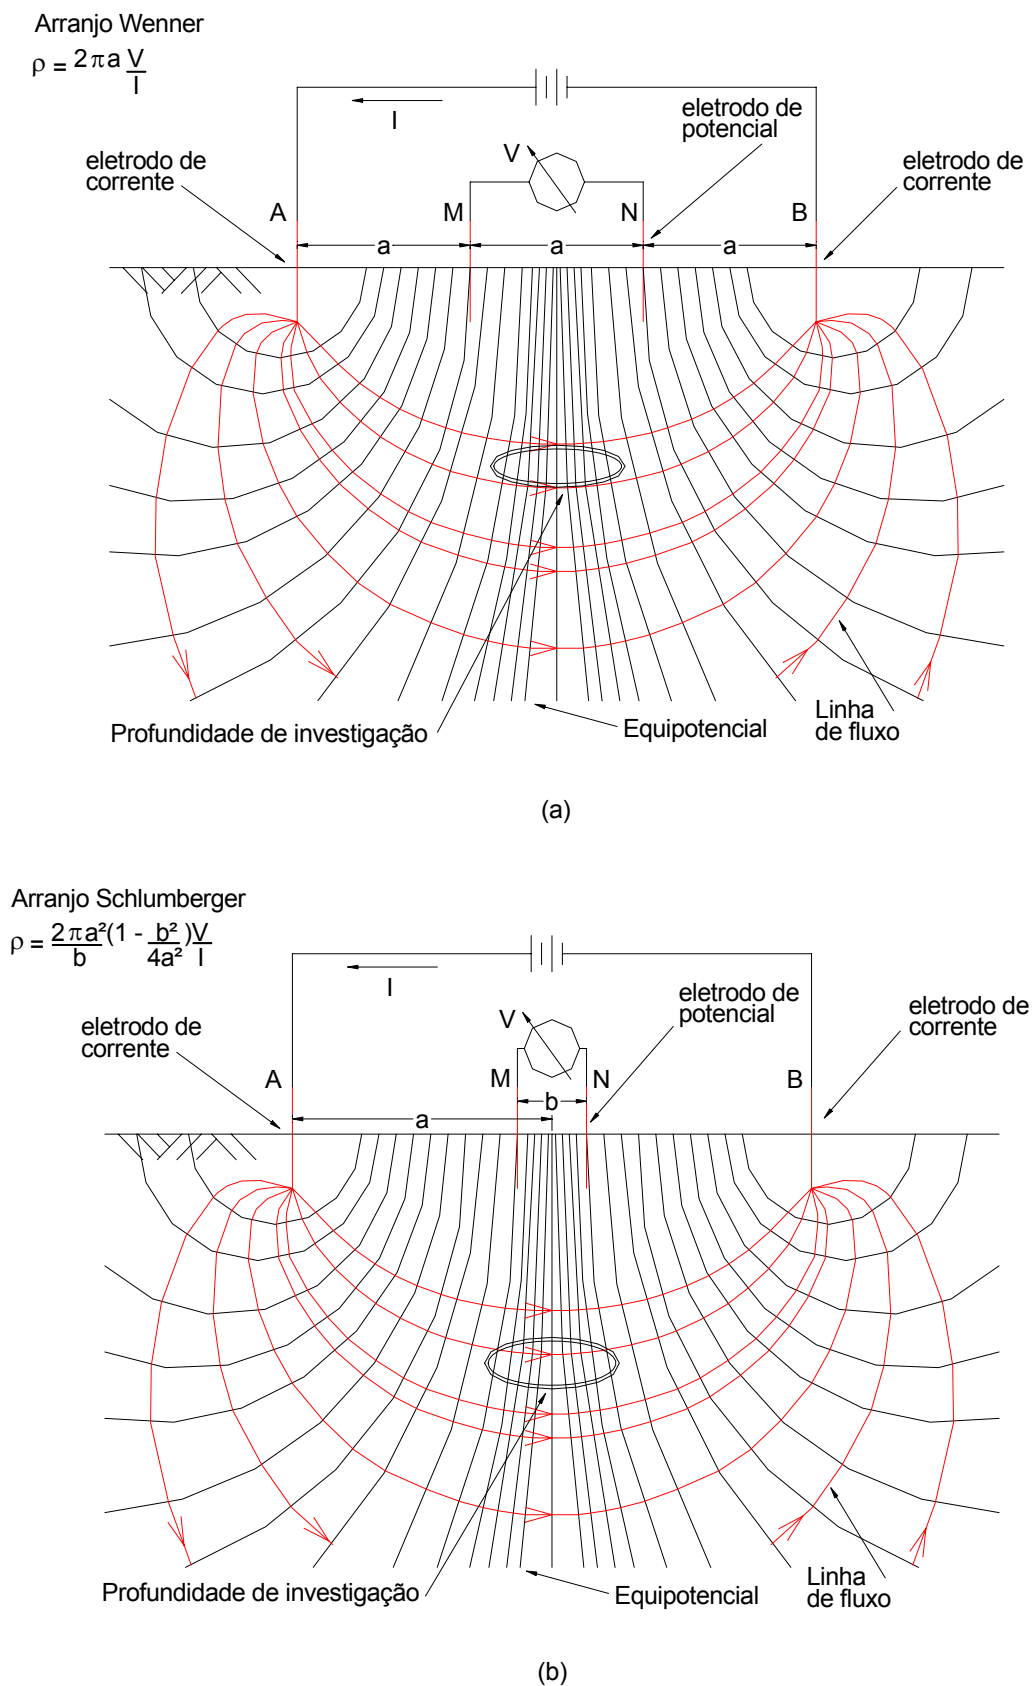 Arranjo Wenner
ρ = 2πa V/I
I
eletrodo de
potencial
eletrodo de
corrente
V
eletrodo de
corrente
A
M
N
B
a
a
a
Profundidade de investigação
Equipotencial
Linha
de fluxo
(a)
Arranjo Schlumberger
ρ = 2πa²/b (1 - b²/4a²) V/I
I
eletrodo de
potencial
eletrodo de
corrente
V
eletrodo de
corrente
A
M
N
B
b
a
Profundidade de investigação
Equipotencial
Linha
de fluxo
(b)